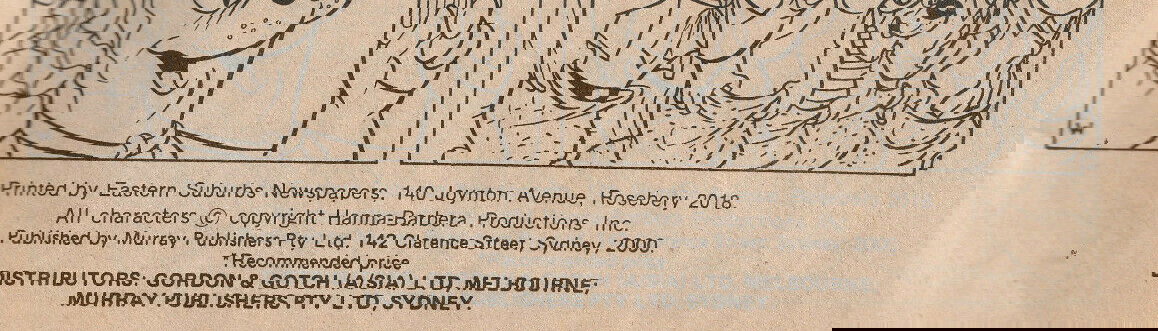 Printed by Eastern Suburbs Newspapers. 140 Joynton Avenue, Rosebery 2018.
All characters © copyright Hanna-Barbera Productions Inc.
Published by Murray Publishers Pty Ltd. 142 Clarence Street Sydney 2000.
*Recommended price
DISTRIBUTORS: GORDON & GOTCH (A/SIA) LTD, MELBOURNE;
MURRAY PUBLISHERS PTY LTD, SYDNEY.